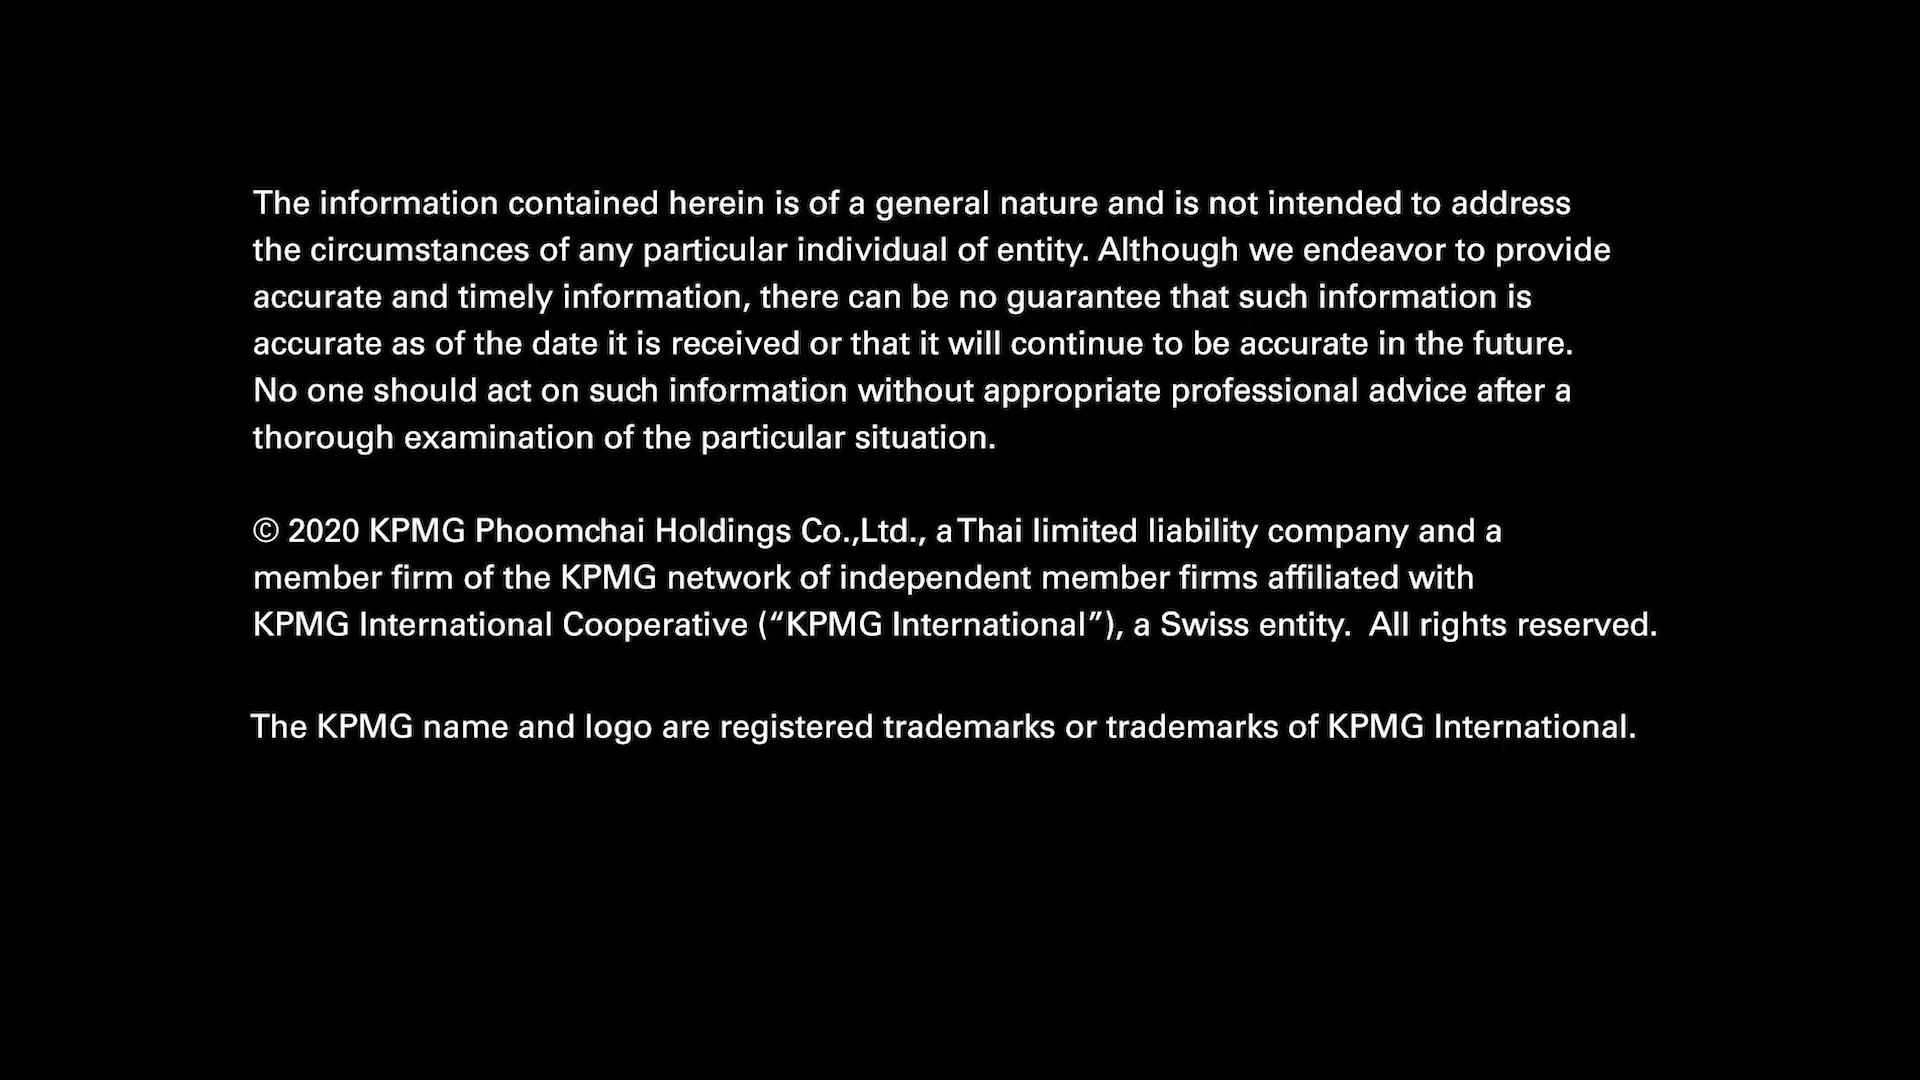 The information contained herein is of a general nature and is not intended to address
the circumstances of any particular individual of entity. Although we endeavor to provide
accurate and timely information, there can be no guarantee that such information is
accurate as of the date it is received or that it will continue to be accurate in the future.
No one should act on such information without appropriate professional advice after a
thorough examination of the particular situation.
© 2020 KPMG Phoomchai Holdings Co.,Ltd., a Thai limited liability company and a
member firm of the KPMG network of independent member firms affiliated with
KPMG International Cooperative (“KPMG International”), a Swiss entity.  All rights reserved.
The KPMG name and logo are registered trademarks or trademarks of KPMG International.